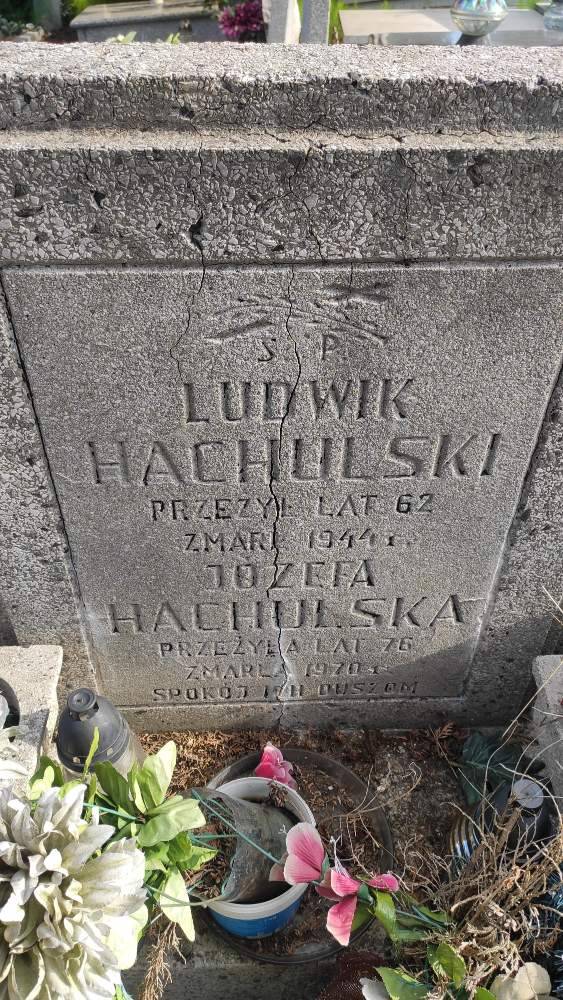 Ś P
LUDWIK
HACHULSKI
PRZEŻYŁ LAT 62
ZMARŁ 1944 r.
JÓZEFA
HACHULSKA
PRZEŻYŁA LAT 76
ZMARŁA 1970 r
SPOKÓJ ICH DUSZOM